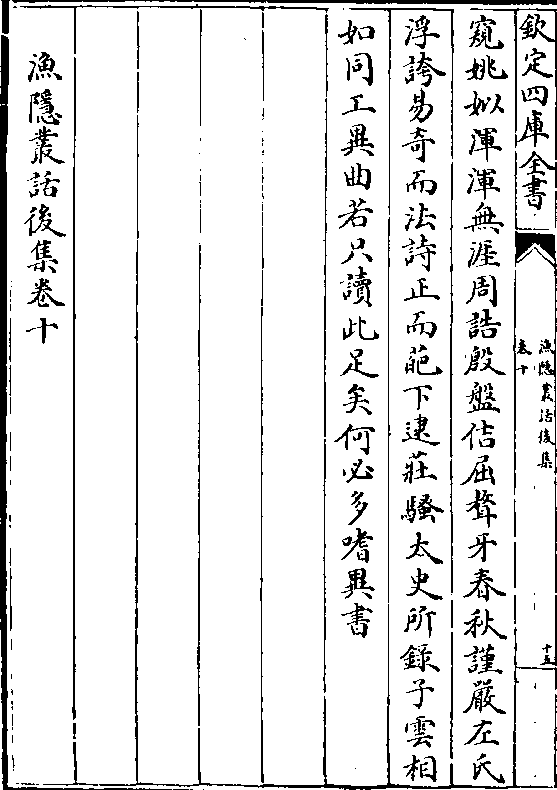 欽定四庫全書
漁隱叢話後集
卷十
十五
窺姚姒渾渾無涯周誥殷盤佶屈聱牙春秋謹嚴左氏
浮誇易奇而法詩正而葩下逮莊騷太史所錄子雲相
如同工異曲若只讀此足矣何必多嗜異書
漁隱叢話後集卷十